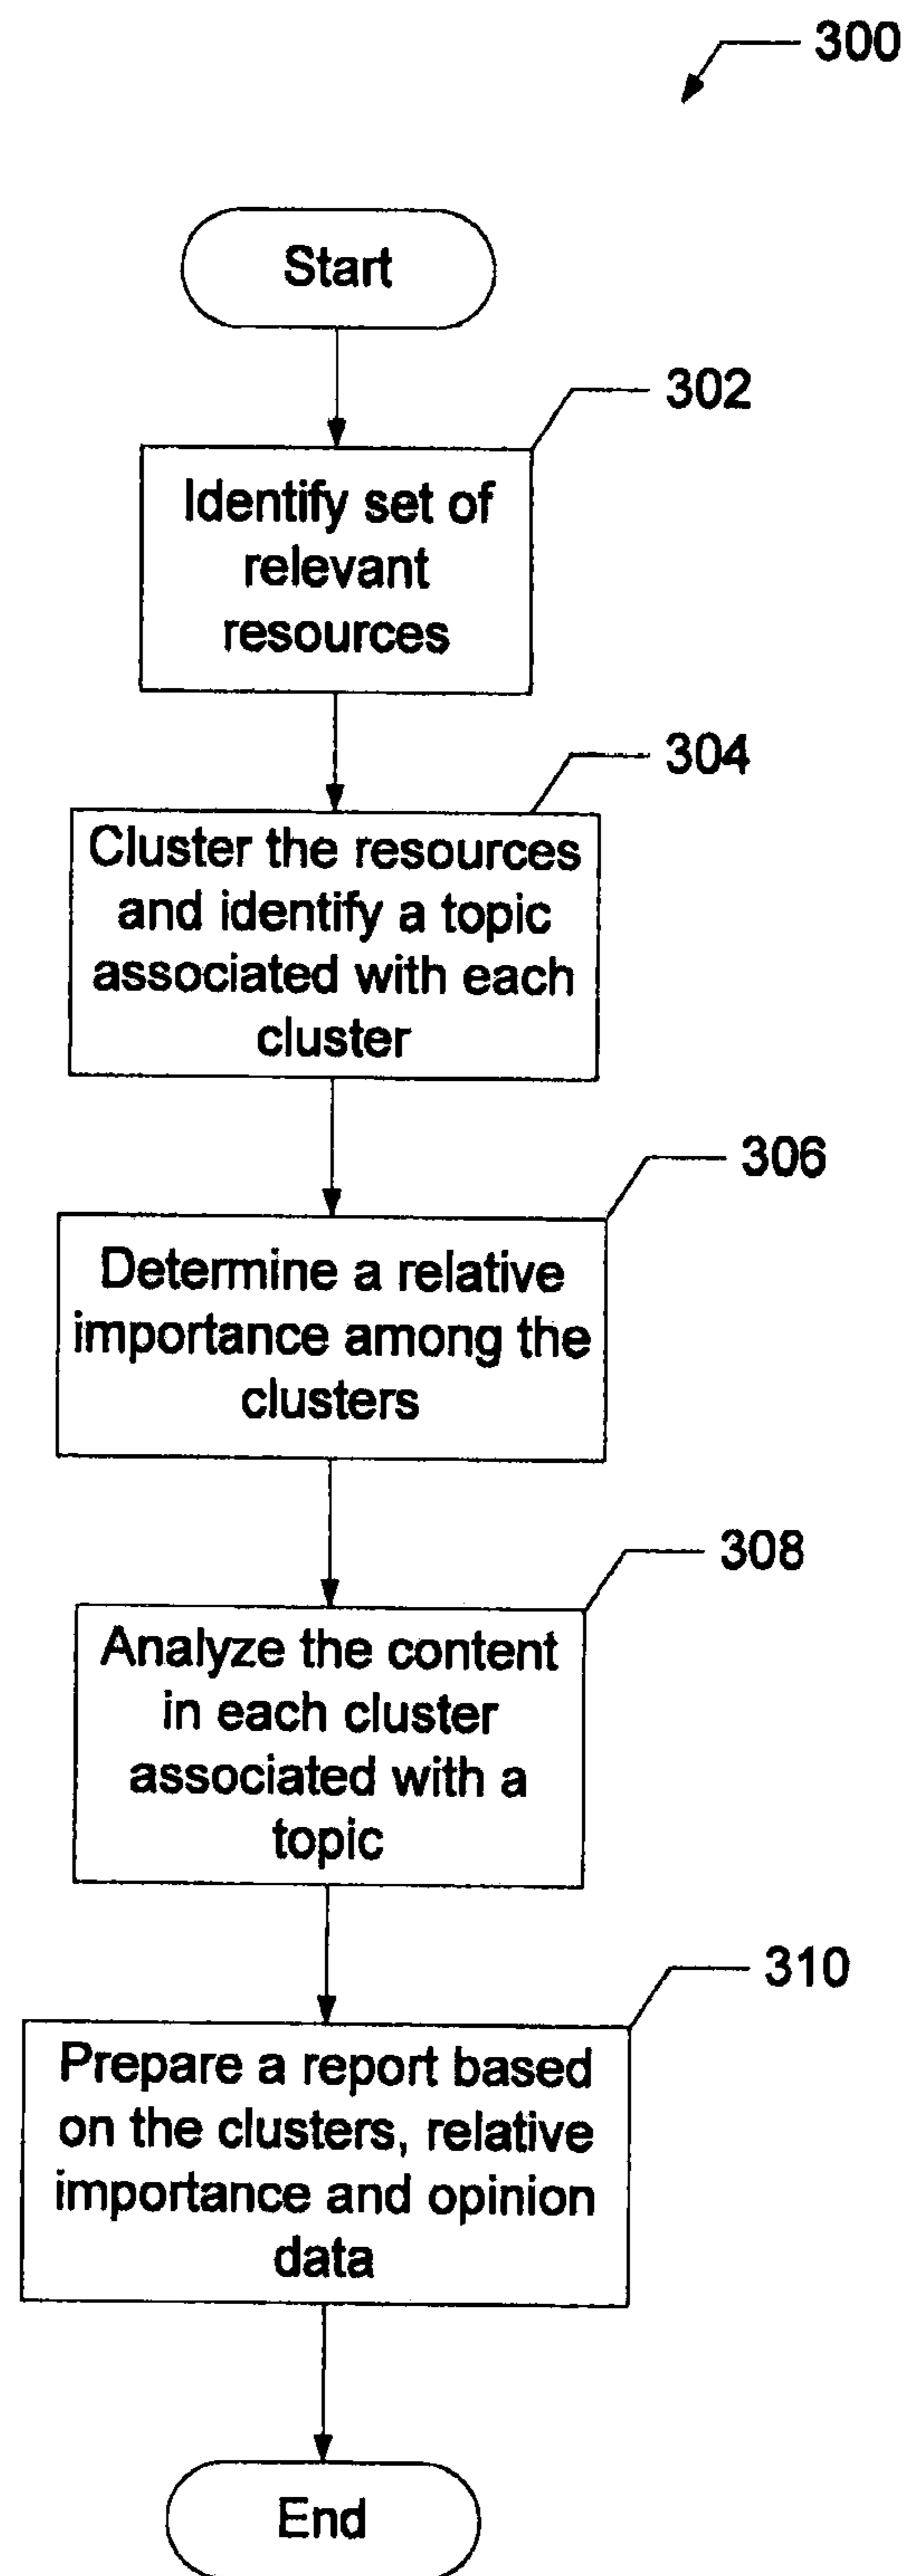 300
Start
302
Identify set of
relevant
resources
304
Cluster the resources
and identify a topic
associated with each
cluster
306
Determine a relative
importance among the
clusters
308
Analyze the content
in each cluster
associated with a
topic
310
Prepare a report based
on the clusters, relative
importance and opinion
data
End